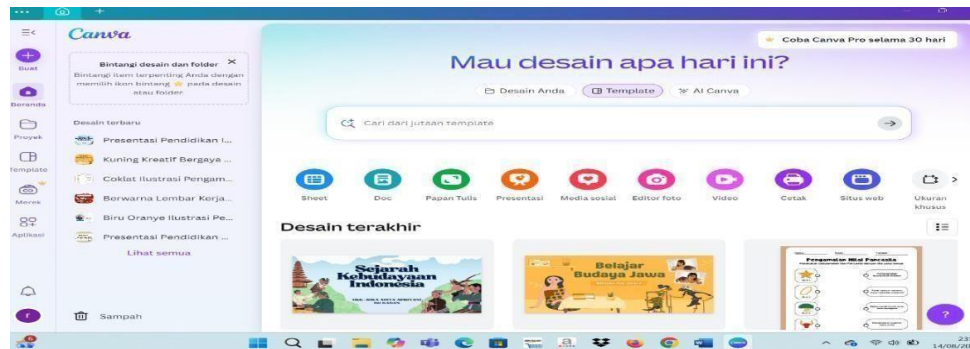 Canva
Buat
Beranda
Proyek
Template
Merek
Aplikasi
Bintangi desain dan folder
Bintangi item terpenting Anda dengan
memilih ikon bintang ⭐ pada desain
atau folder.
Desain terbaru
Presentasi Pendidikan I...
Kuning Kreatif Bergaya ...
Coklat Ilustrasi Pengam...
Berwarna Lembar Kerja...
Biru Oranye Ilustrasi Pe...
Presentasi Pendidikan ...
Lihat semua
Sampah
Coba Canva Pro selama 30 hari
Mau desain apa hari ini?
Desain Anda
Template
AI Canva
Cari dari jutaan template
Sheet
Doc
Papan Tulis
Presentasi
Media sosial
Editor foto
Video
Cetak
Situs web
Ukuran
khusus
Desain terakhir
Sejarah
Kebudayaan
Indonesia
Belajar
Budaya Jawa
Pengamalan Nilai Pancasila
?
23
14/08/20